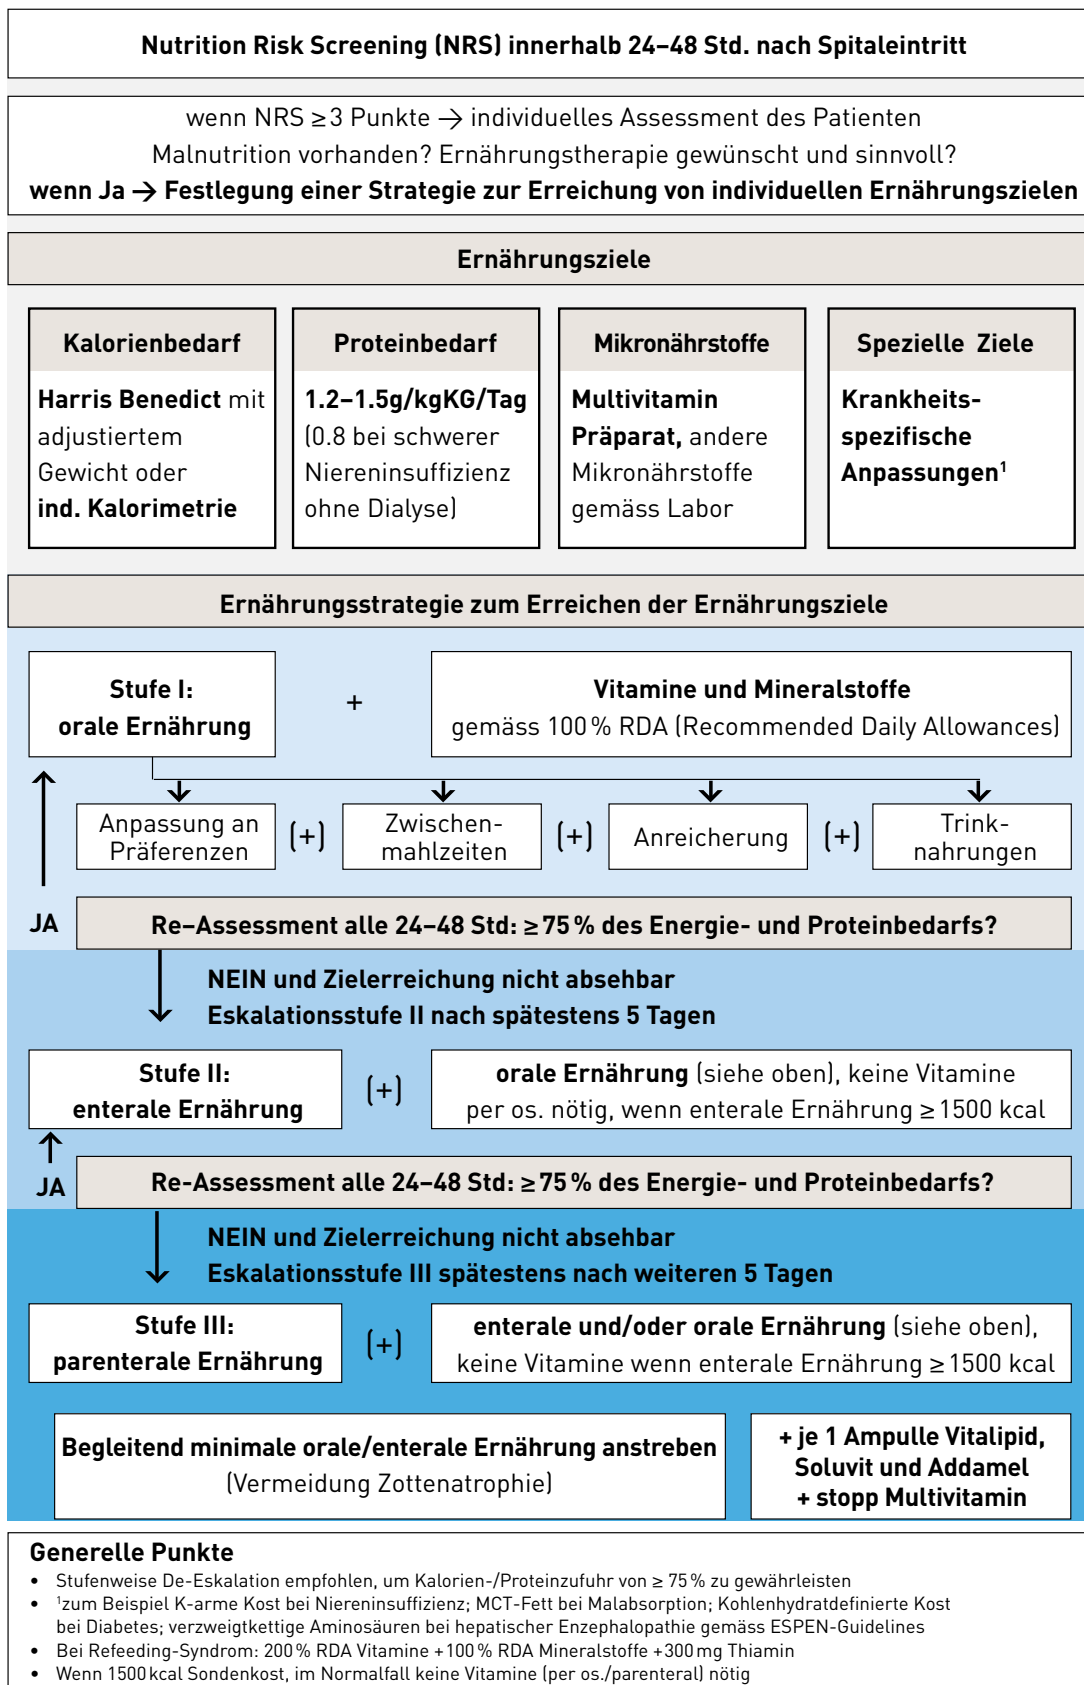 Nutrition Risk Screening (NRS) innerhalb 24–48 Std. nach Spitaleintritt
wenn NRS ≥ 3 Punkte → individuelles Assessment des Patienten
Malnutrition vorhanden? Ernährungstherapie gewünscht und sinnvoll?
wenn Ja → Festlegung einer Strategie zur Erreichung von individuellen Ernährungszielen
Ernährungsziele
Kalorienbedarf
Harris Benedict mit
adjustiertem
Gewicht oder
ind. Kalorimetrie
Proteinbedarf
1.2–1.5g/kgKG/Tag
(0.8 bei schwerer
Niereninsuffizienz
ohne Dialyse)
Mikronährstoffe
Multivitamin
Präparat, andere
Mikronährstoffe
gemäss Labor
Spezielle Ziele
Krankheits-
spezifische
Anpassungen¹
Ernährungsstrategie zum Erreichen der Ernährungsziele
Stufe I:
orale Ernährung
+
Vitamine und Mineralstoffe
gemäss 100 % RDA (Recommended Daily Allowances)
Anpassung an
Präferenzen
(+)
Zwischen-
mahlzeiten
(+)
Anreicherung
(+)
Trink-
nahrungen
JA
Re–Assessment alle 24–48 Std: ≥ 75 % des Energie- und Proteinbedarfs?
NEIN und Zielerreichung nicht absehbar
Eskalationsstufe II nach spätestens 5 Tagen
Stufe II:
enterale Ernährung
(+)
orale Ernährung (siehe oben), keine Vitamine
per os. nötig, wenn enterale Ernährung ≥ 1500 kcal
JA
Re-Assessment alle 24–48 Std: ≥ 75 % des Energie- und Proteinbedarfs?
NEIN und Zielerreichung nicht absehbar
Eskalationsstufe III spätestens nach weiteren 5 Tagen
Stufe III:
parenterale Ernährung
(+)
enterale und/oder orale Ernährung (siehe oben),
keine Vitamine wenn enterale Ernährung ≥ 1500 kcal
Begleitend minimale orale/enterale Ernährung anstreben
(Vermeidung Zottenatrophie)
+ je 1 Ampulle Vitalipid,
Soluvit und Addamel
+ stopp Multivitamin
Generelle Punkte
• Stufenweise De-Eskalation empfohlen, um Kalorien-/Proteinzufuhr von ≥ 75 % zu gewährleisten
• ¹zum Beispiel K-arme Kost bei Niereninsuffizienz; MCT-Fett bei Malabsorption; Kohlenhydratdefinierte Kost
bei Diabetes; verzweigtkettige Aminosäuren bei hepatischer Enzephalopathie gemäss ESPEN-Guidelines
• Bei Refeeding-Syndrom: 200 % RDA Vitamine + 100 % RDA Mineralstoffe + 300 mg Thiamin
• Wenn 1500 kcal Sondenkost, im Normalfall keine Vitamine (per os./parenteral) nötig